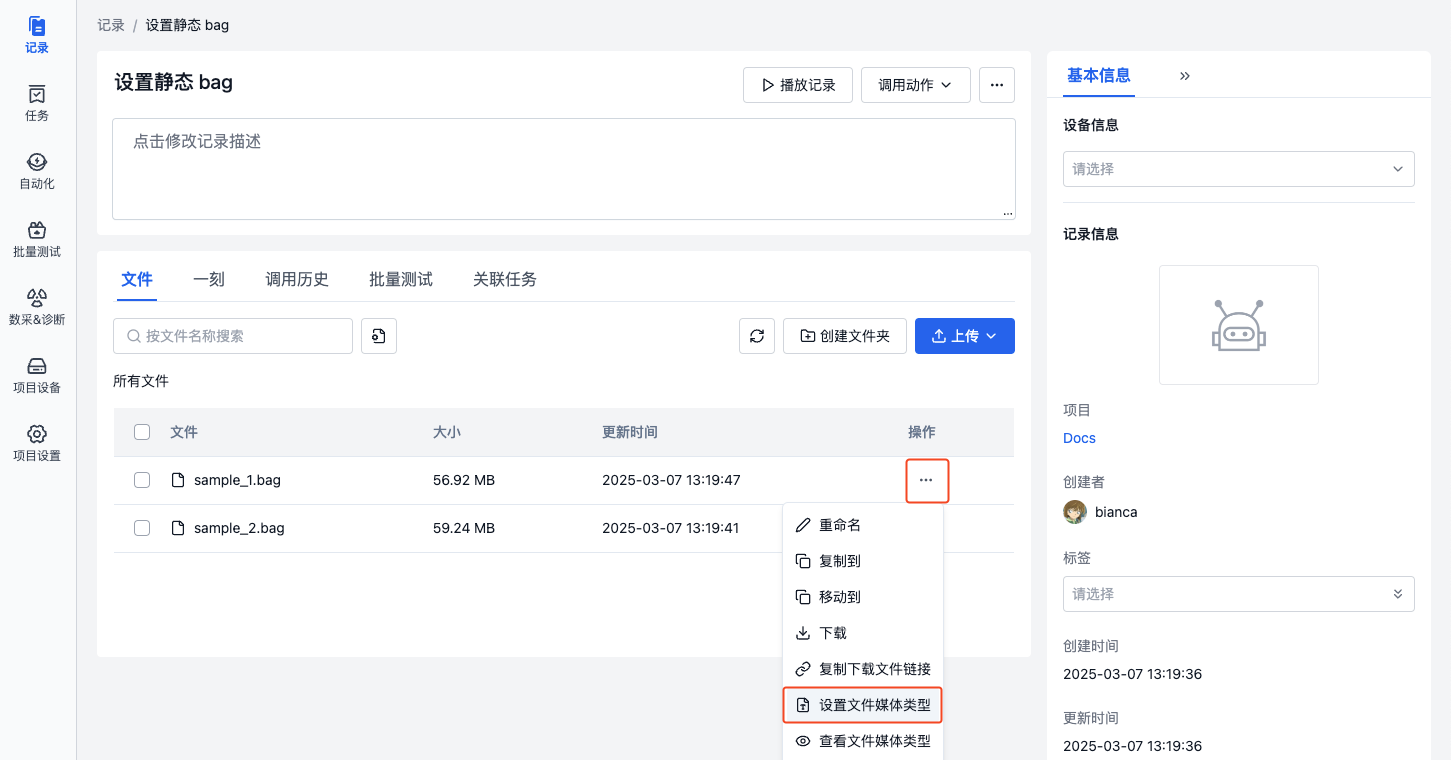 记录
任务
自动化
批量测试
数采&诊断
项目设备
项目设置
记录 / 设置静态 bag
设置静态 bag
播放记录
调用动作
点击修改记录描述
文件 一刻 调用历史 批量测试 关联任务
按文件名称搜索
创建文件夹
上传
所有文件
文件 大小 更新时间 操作
sample_1.bag 56.92 MB 2025-03-07 13:19:47
sample_2.bag 59.24 MB 2025-03-07 13:19:41
重命名
复制到
移动到
下载
复制下载文件链接
设置文件媒体类型
查看文件媒体类型
基本信息
设备信息
请选择
记录信息
项目
Docs
创建者
bianca
标签
请选择
创建时间
2025-03-07 13:19:36
更新时间
2025-03-07 13:19:36